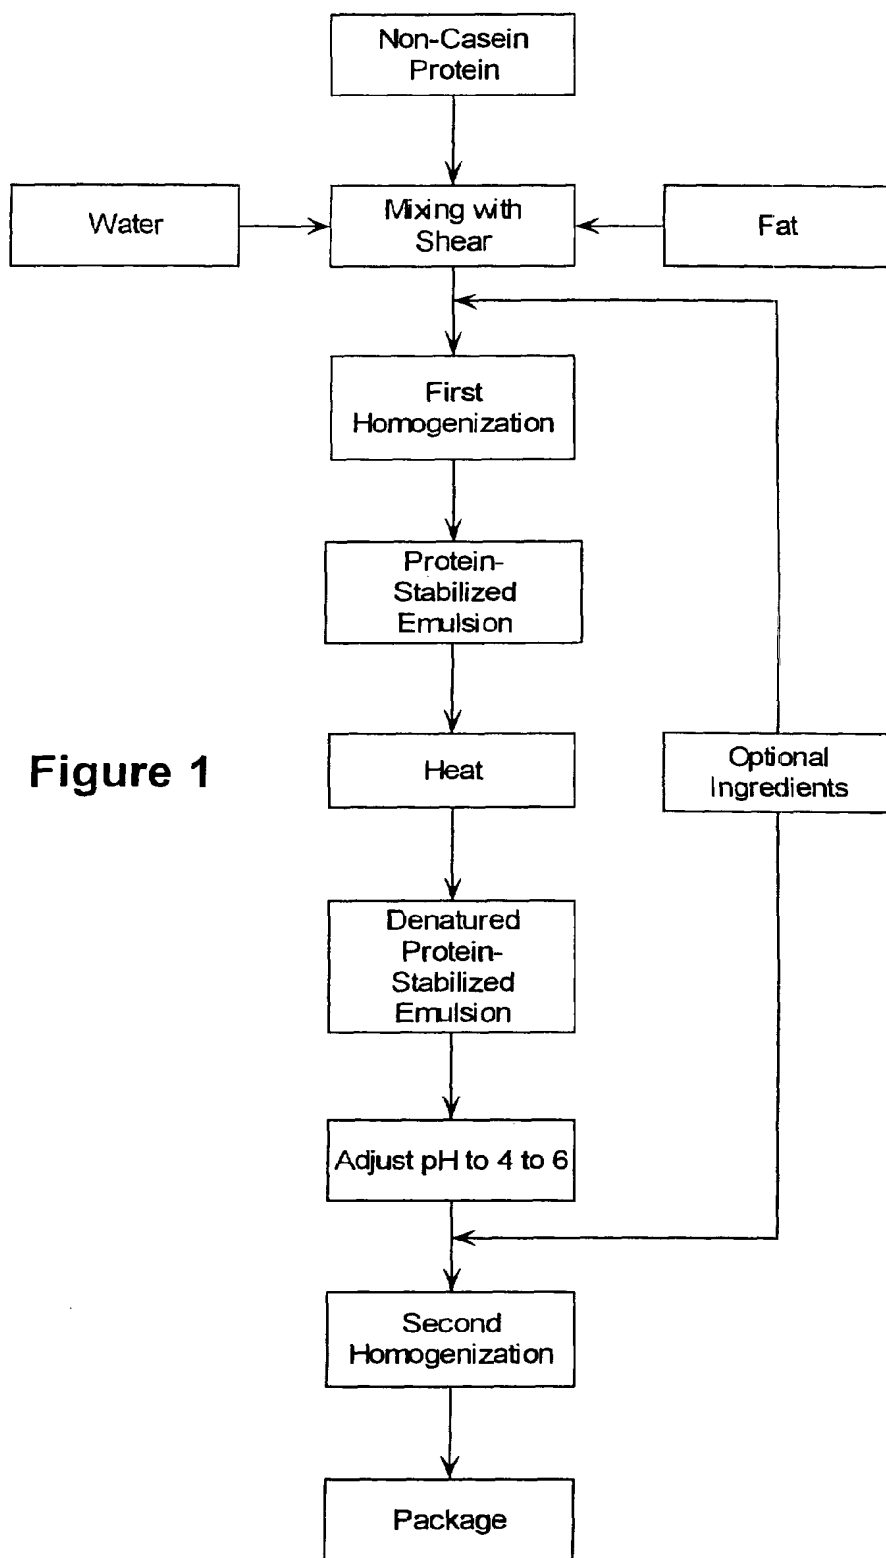 Non-Casein
Protein
Water
Mixing with
Shear
Fat
First
Homogenization
Protein-
Stabilized
Emulsion
Figure 1
Heat
Optional
Ingredients
Denatured
Protein-
Stabilized
Emulsion
Adjust pH to 4 to 6
Second
Homogenization
Package